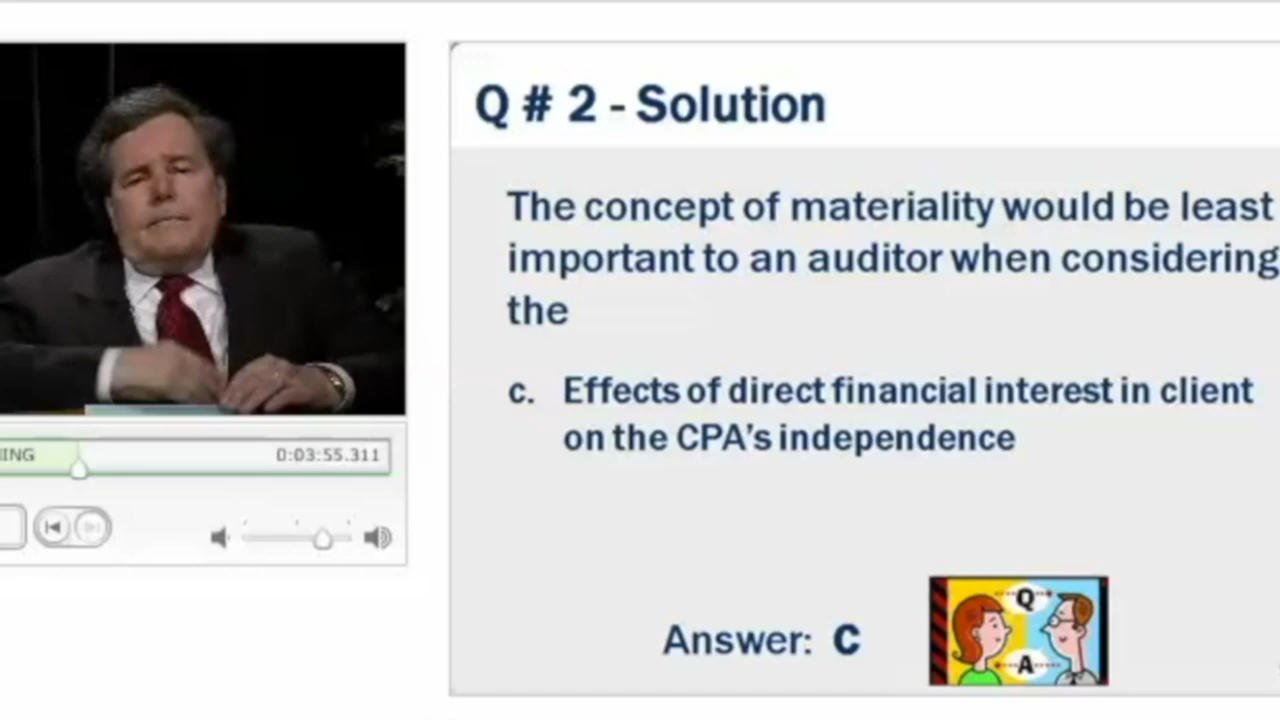 Q # 2 - Solution
The concept of materiality would be least
important to an auditor when considering
the
c. Effects of direct financial interest in client
on the CPA's independence
ING
0:03:55.311
Q
A
Answer: C